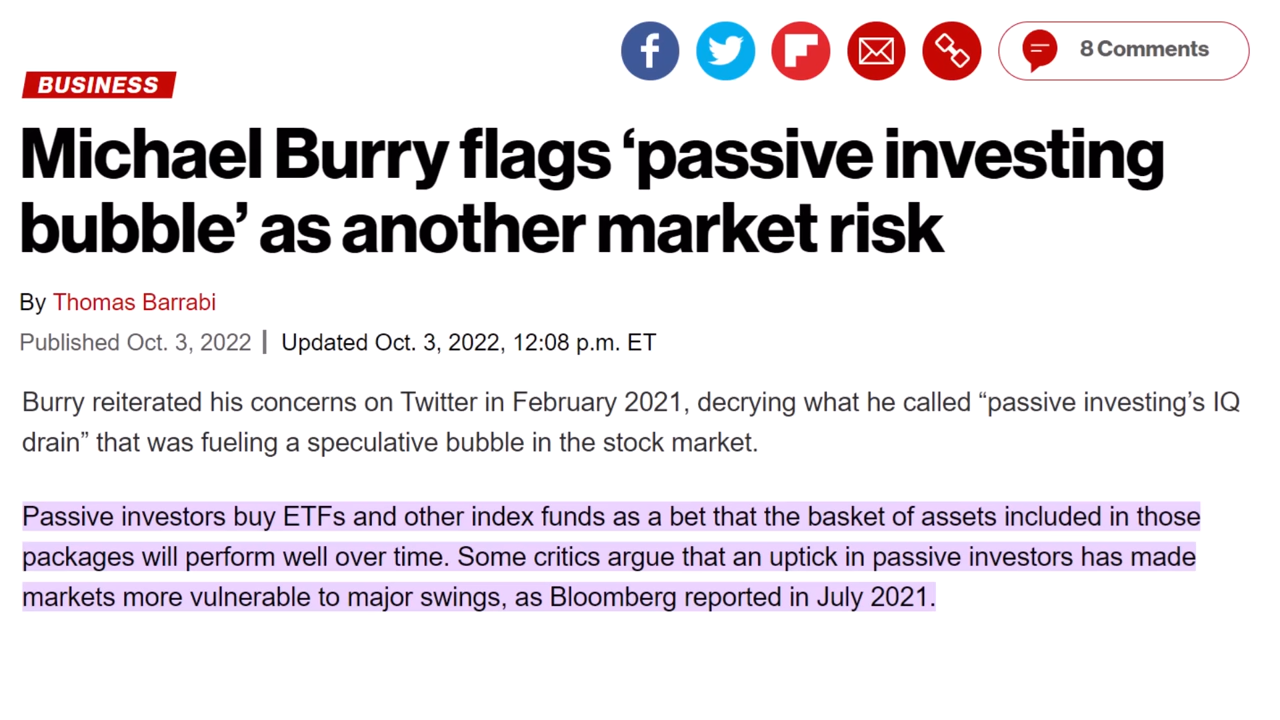 8 Comments
BUSINESS
Michael Burry flags ‘passive investing
bubble’ as another market risk
By Thomas Barrabi
Published Oct. 3, 2022 | Updated Oct. 3, 2022, 12:08 p.m. ET
Burry reiterated his concerns on Twitter in February 2021, decrying what he called “passive investing’s IQ
drain” that was fueling a speculative bubble in the stock market.
Passive investors buy ETFs and other index funds as a bet that the basket of assets included in those
packages will perform well over time. Some critics argue that an uptick in passive investors has made
markets more vulnerable to major swings, as Bloomberg reported in July 2021.